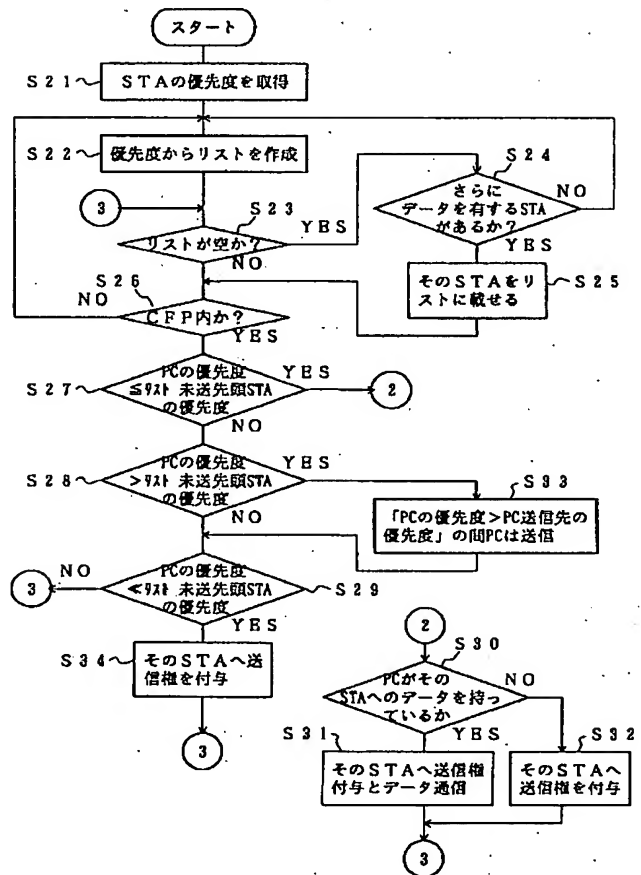 スタート
S21
STAの優先度を取得
S22
優先度からリストを作成
3
S23
リストが空か?
YES
NO
S24
さらに
データを有するSTA
があるか?
NO
YES
S25
そのSTAをリ
ストに載せる
S26
NO
CFP内か?
YES
S27
PCの優先度
≦リスト 未送先頭STA
の優先度
YES
2
NO
S28
PCの優先度
>リスト 未送先頭STA
の優先度
YES
NO
S33
「PCの優先度>PC送信先の
優先度」の間PCは送信
3
NO
PCの優先度
≪リスト 未送先頭STA
の優先度
S29
YES
S34
そのSTAへ送
信権を付与
3
2
S30
PCがその
STAへのデータを持っ
ているか
NO
YES
S31
そのSTAへ送信権
付与とデータ通信
S32
そのSTAへ
送信権を付与
3